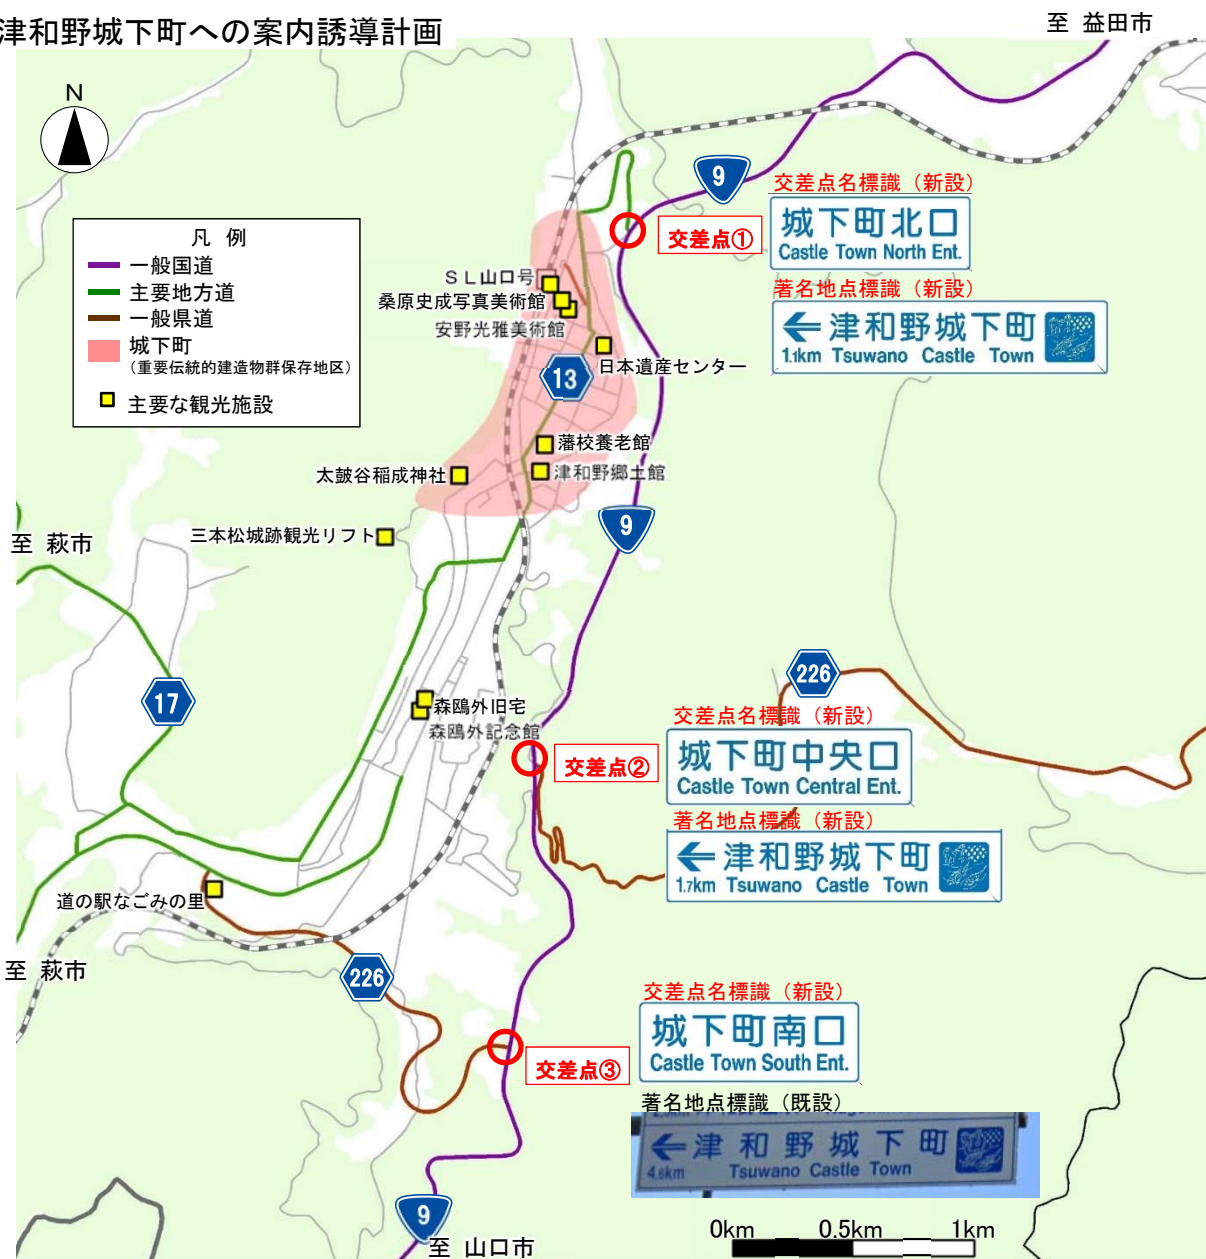 津和野城下町への案内誘導計画
至 益田市
N
9
交差点名標識（新設）
城下町北口
Castle Town North Ent.
交差点①
著名地点標識（新設）
津和野城下町
1.1km Tsuwano Castle Town
凡 例
一般国道
主要地方道
一般県道
城下町
（重要伝統的建造物群保存地区）
主要な観光施設
ＳＬ山口号
桑原史成写真美術館
安野光雅美術館
日本遺産センター
13
藩校養老館
津和野郷土館
太皷谷稲成神社
三本松城跡観光リフト
9
至 萩市
17
226
森鴎外旧宅
森鴎外記念館
交差点②
交差点名標識（新設）
城下町中央口
Castle Town Central Ent.
著名地点標識（新設）
津和野城下町
1.7km Tsuwano Castle Town
道の駅なごみの里
至 萩市
226
交差点③
交差点名標識（新設）
城下町南口
Castle Town South Ent.
著名地点標識（既設）
津和野城下町
4.6km Tsuwano Castle Town
9
至 山口市
0km 0.5km 1km